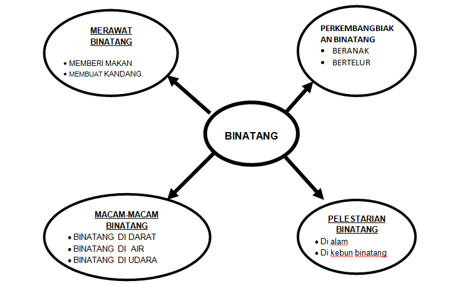 MERAWAT
BINATANG
• MEMBERI MAKAN
• MEMBUAT KANDANG
PERKEMBANGBIAK
AN BINATANG
• BERANAK
• BERTELUR
BINATANG
MACAM-MACAM
BINATANG
• BINATANG DI DARAT
• BINATANG DI AIR
• BINATANG DI UDARA
PELESTARIAN
BINATANG
• Di alam
• Di kebun binatang